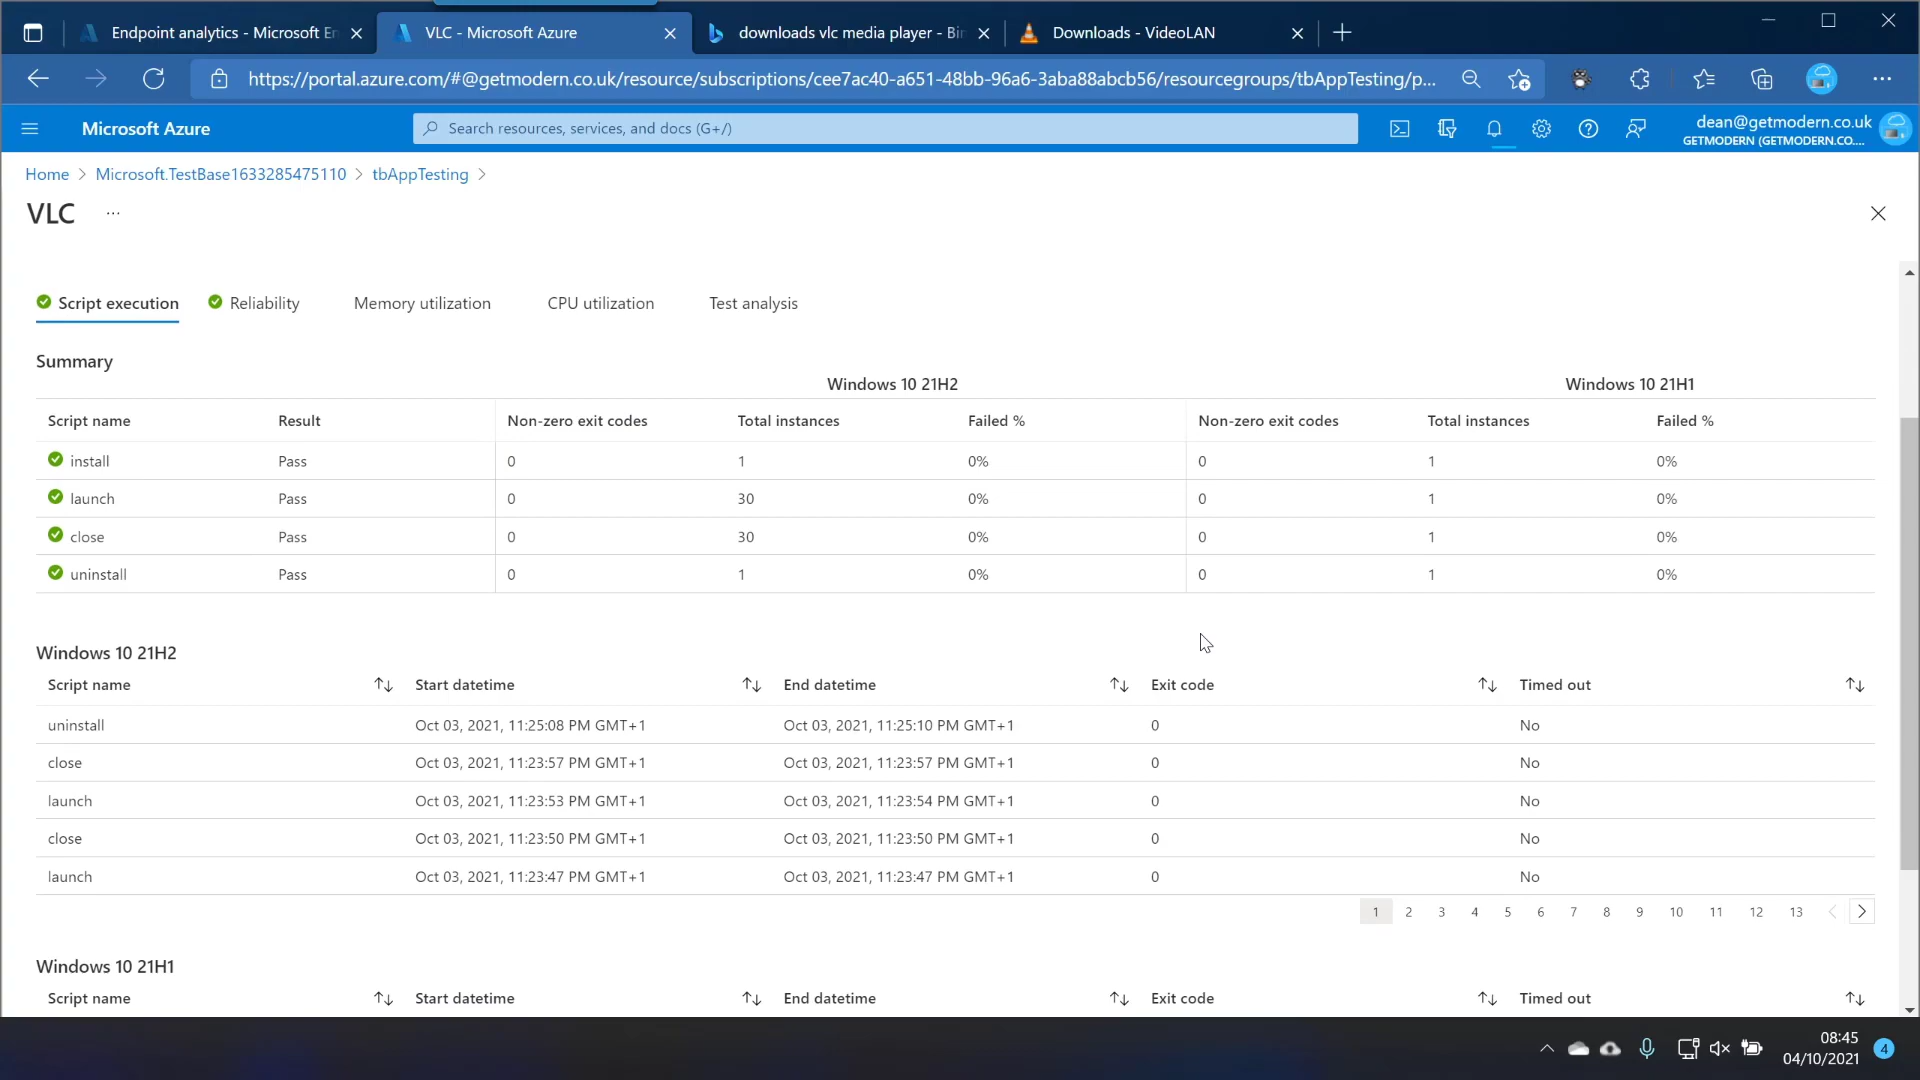 Endpoint analytics - Microsoft En
VLC - Microsoft Azure
downloads vlc media player - Bin
Downloads - VideoLAN
https://portal.azure.com/#@getmodern.co.uk/resource/subscriptions/cee7ac40-a651-48bb-96a6-3aba88abcb56/resourcegroups/tbAppTesting/p...
Microsoft Azure
Search resources, services, and docs (G+/)
dean@getmodern.co.uk
GETMODERN (GETMODERN.CO....
Home > Microsoft.TestBase1633285475110 > tbAppTesting >
VLC ...
Script execution Reliability Memory utilization CPU utilization Test analysis
Summary
Windows 10 21H2 Windows 10 21H1
Script name Result Non-zero exit codes Total instances Failed % Non-zero exit codes Total instances Failed %
install Pass 0 1 0% 0 1 0%
launch Pass 0 30 0% 0 1 0%
close Pass 0 30 0% 0 1 0%
uninstall Pass 0 1 0% 0 1 0%
Windows 10 21H2
Script name Start datetime End datetime Exit code Timed out
uninstall Oct 03, 2021, 11:25:08 PM GMT+1 Oct 03, 2021, 11:25:10 PM GMT+1 0 No
close Oct 03, 2021, 11:23:57 PM GMT+1 Oct 03, 2021, 11:23:57 PM GMT+1 0 No
launch Oct 03, 2021, 11:23:53 PM GMT+1 Oct 03, 2021, 11:23:54 PM GMT+1 0 No
close Oct 03, 2021, 11:23:50 PM GMT+1 Oct 03, 2021, 11:23:50 PM GMT+1 0 No
launch Oct 03, 2021, 11:23:47 PM GMT+1 Oct 03, 2021, 11:23:47 PM GMT+1 0 No
1 2 3 4 5 6 7 8 9 10 11 12 13
Windows 10 21H1
Script name Start datetime End datetime Exit code Timed out
08:45
04/10/2021
4